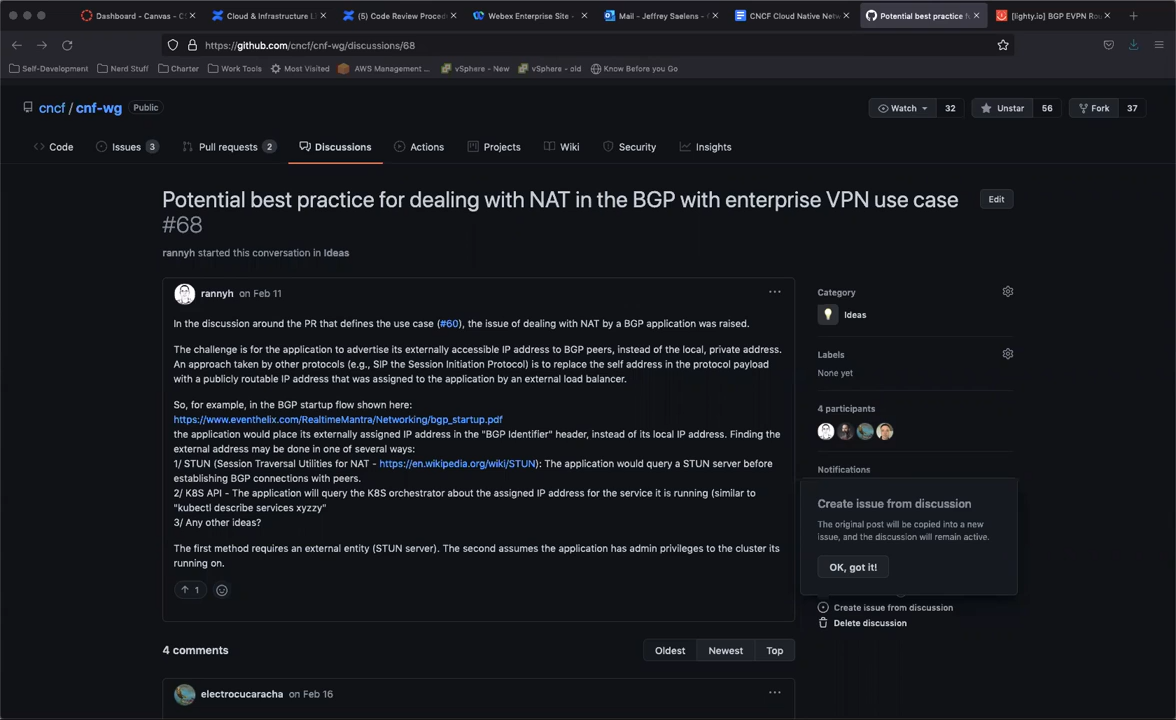 Dashboard - Canvas - C
Cloud & Infrastructure
(5) Code Review Proced
Webex Enterprise Site -
Mail - Jeffrey Saelens -
CNCF Cloud Native Netw
Potential best practice
[lighty.io] BGP EVPN Rou
https://github.com/cncf/cnf-wg/discussions/68
Self-Development
Nerd Stuff
Charter
Work Tools
Most Visited
AWS Management ...
vSphere - New
vSphere - old
Know Before you Go
cncf / cnf-wg Public
Watch 32
Unstar 56
Fork 37
Code
Issues 3
Pull requests 2
Discussions
Actions
Projects
Wiki
Security
Insights
Potential best practice for dealing with NAT in the BGP with enterprise VPN use case
#68
Edit
rannyh started this conversation in Ideas
rannyh on Feb 11
In the discussion around the PR that defines the use case (#60), the issue of dealing with NAT by a BGP application was raised.
The challenge is for the application to advertise its externally accessible IP address to BGP peers, instead of the local, private address.
An approach taken by other protocols (e.g., SIP the Session Initiation Protocol) is to replace the self address in the protocol payload
with a publicly routable IP address that was assigned to the application by an external load balancer.
So, for example, in the BGP startup flow shown here:
https://www.eventhelix.com/RealtimeMantra/Networking/bgp_startup.pdf
the application would place its externally assigned IP address in the "BGP Identifier" header, instead of its local IP address. Finding the
external address may be done in one of several ways:
1/ STUN (Session Traversal Utilities for NAT - https://en.wikipedia.org/wiki/STUN): The application would query a STUN server before
establishing BGP connections with peers.
2/ K8S API - The application will query the K8S orchestrator about the assigned IP address for the service it is running (similar to
"kubectl describe services xyzzy"
3/ Any other ideas?
The first method requires an external entity (STUN server). The second assumes the application has admin privileges to the cluster its
running on.
1
Category
Ideas
Labels
None yet
4 participants
Notifications
Create issue from discussion
The original post will be copied into a new
issue, and the discussion will remain active.
OK, got it!
Create issue from discussion
Delete discussion
4 comments
Oldest
Newest
Top
electrocucaracha on Feb 16